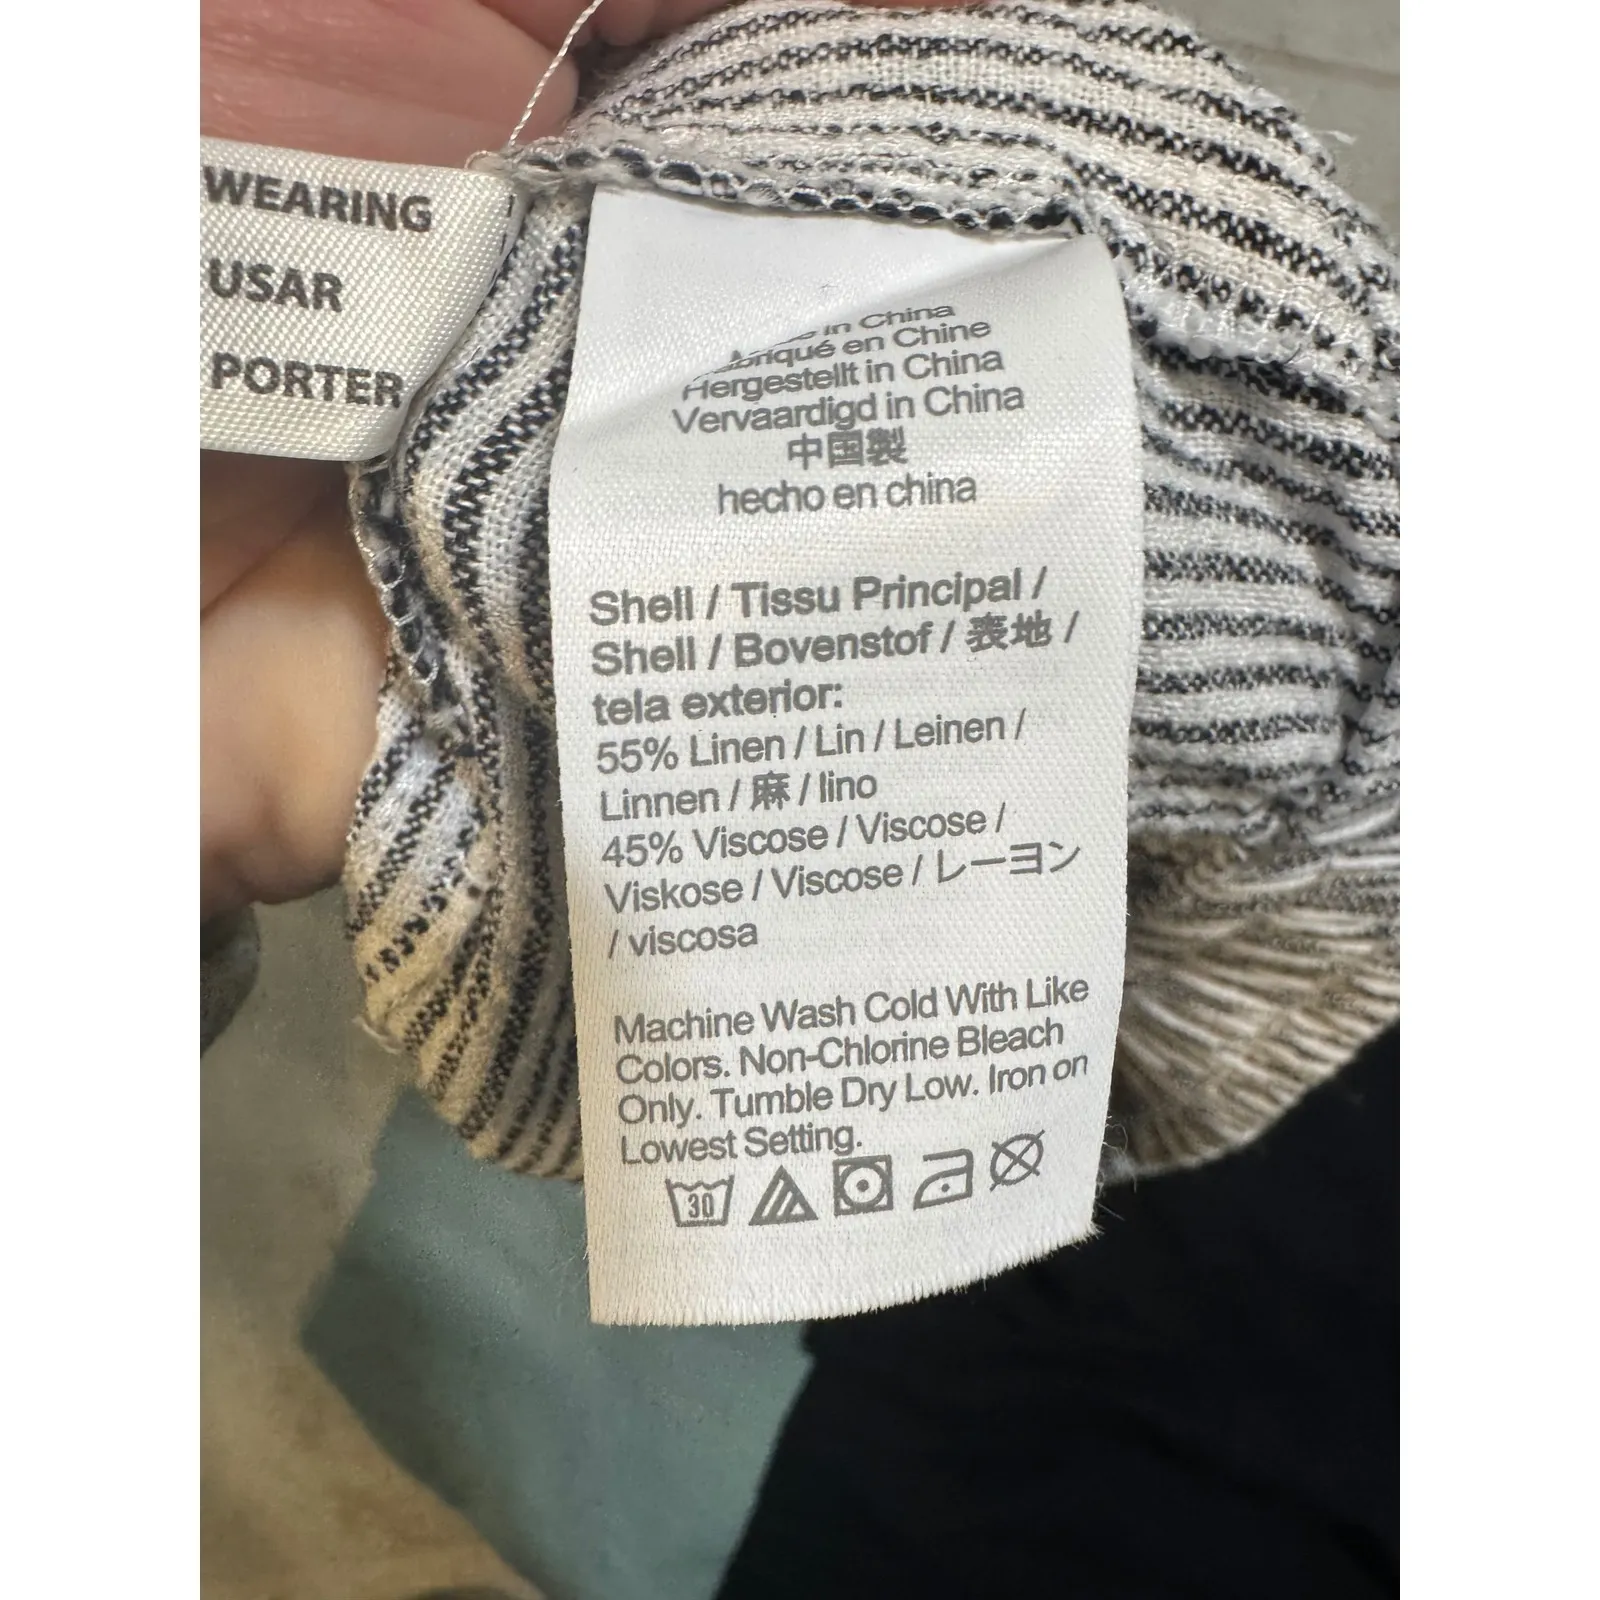 WEARING
USAR
PORTER
in China
Fabriqué en Chine
Hergestellt in China
Vervaardigd in China
中国製
hecho en china
Shell / Tissu Principal /
Shell / Bovenstof / 表地 /
tela exterior:
55% Linen / Lin / Leinen /
Linnen / 麻 / lino
45% Viscose / Viscose /
Viskose / Viscose / レーヨン
/ viscosa
Machine Wash Cold With Like
Colors. Non-Chlorine Bleach
Only. Tumble Dry Low. Iron on
Lowest Setting.
30